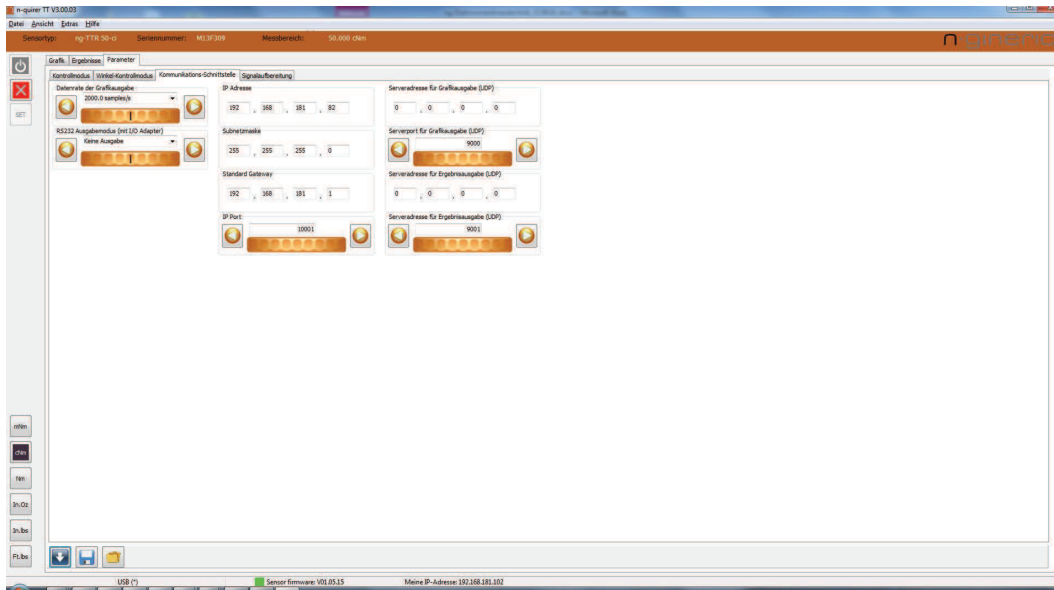 n-quirer TT V3.00.03
Datei Ansicht Extras Hilfe
Sensortyp: ng-TTR 50-ci Seriennummer: M13F309 Messbereich: 50.000 cNm
Grafik Ergebnisse Parameter
Kontrollmodus Winkel-Kontrollmodus Kommunikations-Schnittstelle Signalaufbereitung
SET
Datenrate der Grafikausgabe
2000.0 samples/s
RS232 Ausgabemodus (mit I/O Adapter)
Keine Ausgabe
IP Adresse
192 . 168 . 181 . 82
Subnetzmaske
255 . 255 . 255 . 0
Standard Gateway
192 . 168 . 181 . 1
IP Port
10001
Serveradresse für Grafikausgabe (UDP)
0 . 0 . 0 . 0
Serverport für Grafikausgabe (UDP)
9000
Serveradresse für Ergebnisausgabe (UDP)
0 . 0 . 0 . 0
Serveradresse für Ergebnisausgabe (UDP)
9001
mNm
cNm
Nm
In.Oz
In.lbs
Ft.lbs
USB (*) Sensor firmware: V01.05.15 Meine IP-Adresse: 192.168.181.102